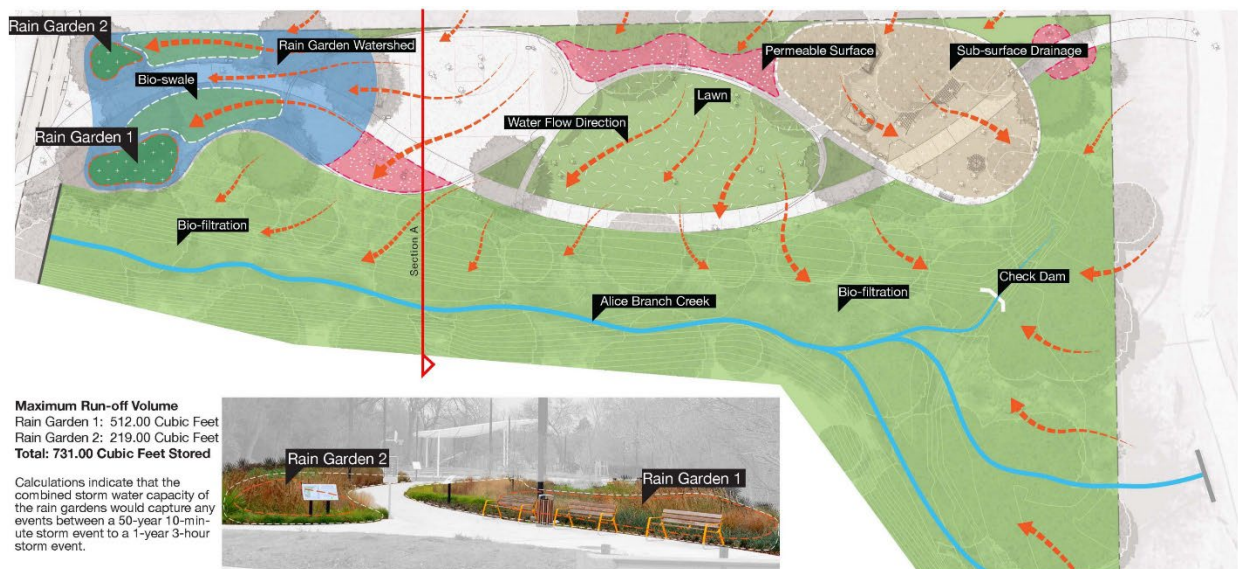 Rain Garden 2
Rain Garden Watershed
Bio-swale
Rain Garden 1
Permeable Surface
Sub-surface Drainage
Lawn
Water Flow Direction
Bio-filtration
Section A
Check Dam
Bio-filtration
Alice Branch Creek
Maximum Run-off Volume
Rain Garden 1: 512.00 Cubic Feet
Rain Garden 2: 219.00 Cubic Feet
Total: 731.00 Cubic Feet Stored
Calculations indicate that the
combined storm water capacity of
the rain gardens would capture any
events between a 50-year 10-min-
ute storm event to a 1-year 3-hour
storm event.
Rain Garden 2
Rain Garden 1